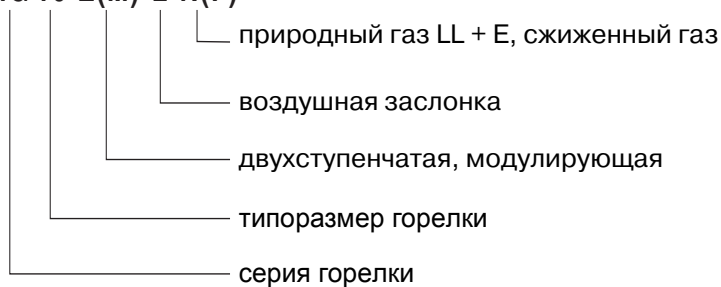 природный газ LL + E, сжиженный газ
воздушная заслонка
двухступенчатая, модулирующая
типоразмер горелки
серия горелки